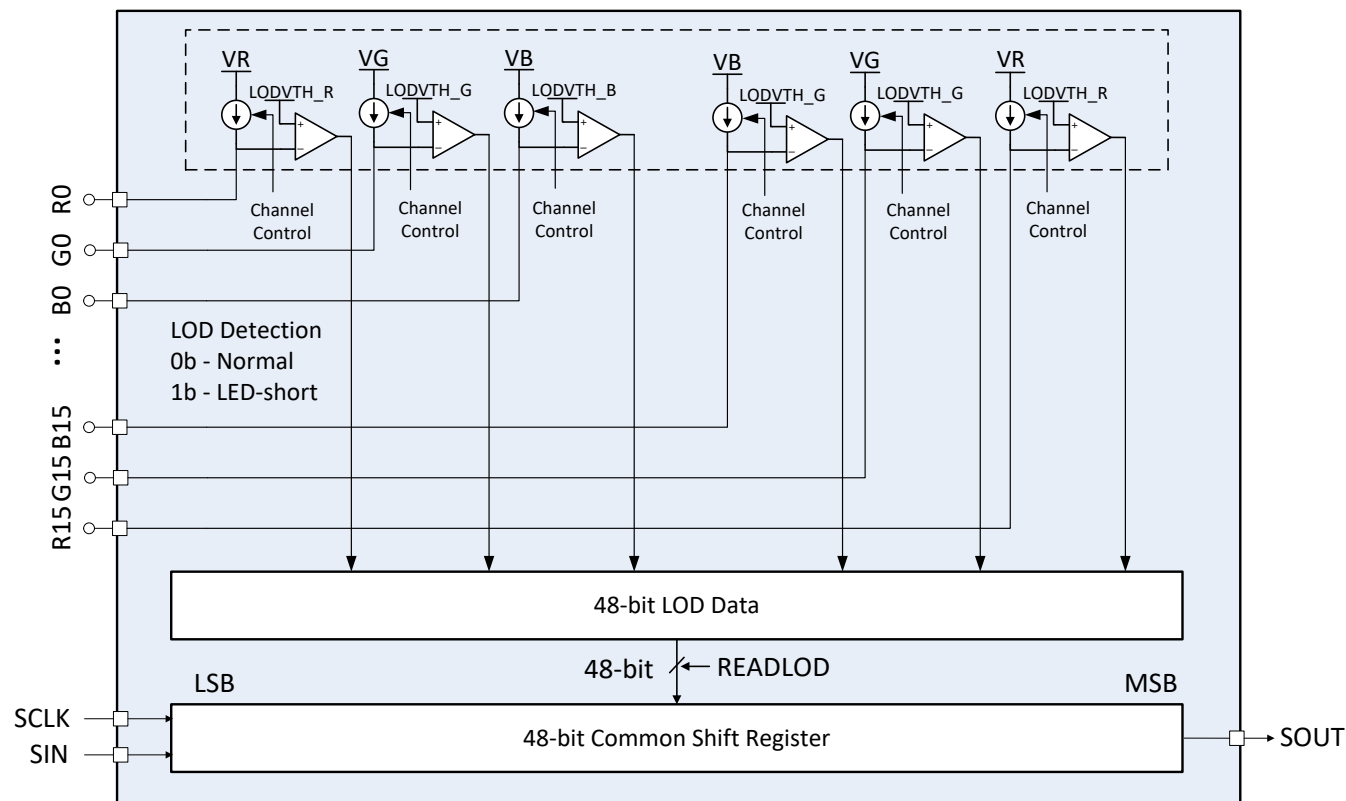 VR
VG
VB
VB
VG
VR
LODVTH_R
LODVTH_G
LODVTH_B
LODVTH_G
LODVTH_G
LODVTH_R
+
−
+
−
+
−
+
−
+
−
+
−
Channel
Control
Channel
Control
Channel
Control
Channel
Control
Channel
Control
Channel
Control
R0
G0
B0
...
B15
G15
R15
LOD Detection
0b - Normal
1b - LED-short
48-bit LOD Data
48-bit
READLOD
LSB
MSB
SCLK
SIN
48-bit Common Shift Register
SOUT